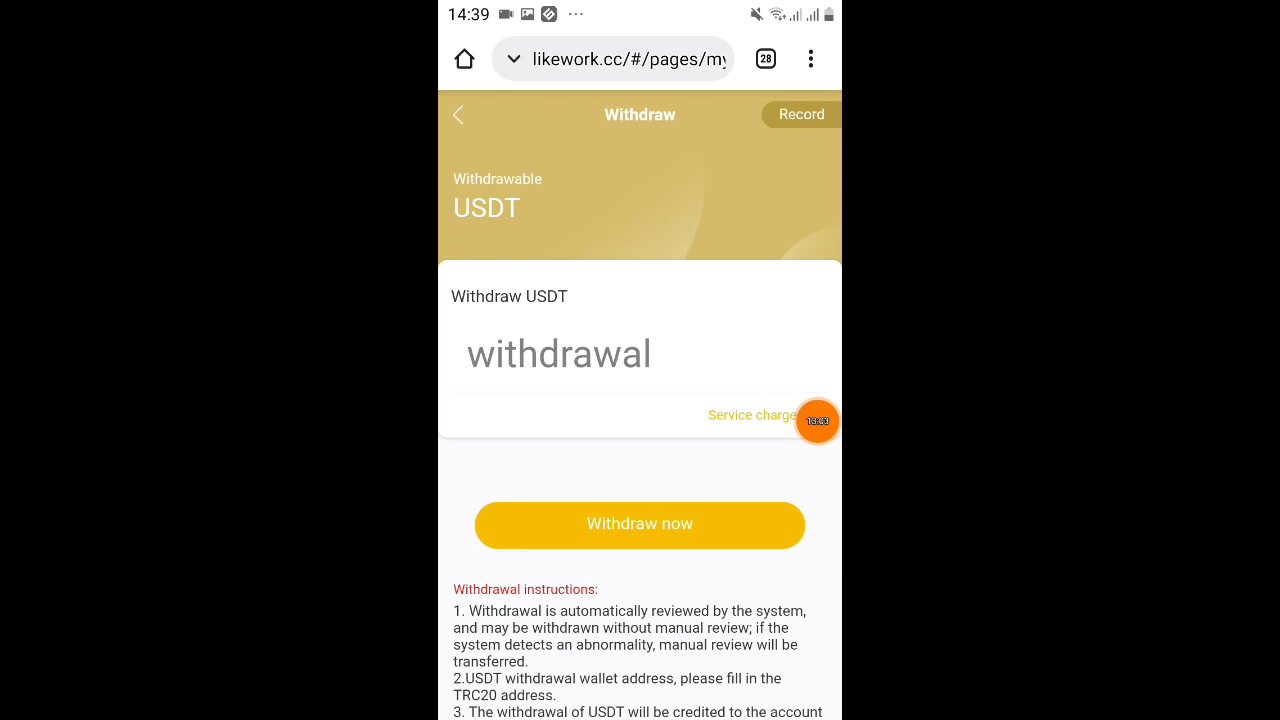 14:39
likework.cc/#/pages/my
28
Withdraw
Record
Withdrawable
USDT
Withdraw USDT
withdrawal
Service charge
13:03
Withdraw now
Withdrawal instructions:
1. Withdrawal is automatically reviewed by the system,
and may be withdrawn without manual review; if the
system detects an abnormality, manual review will be
transferred.
2.USDT withdrawal wallet address, please fill in the
TRC20 address.
3. The withdrawal of USDT will be credited to the account